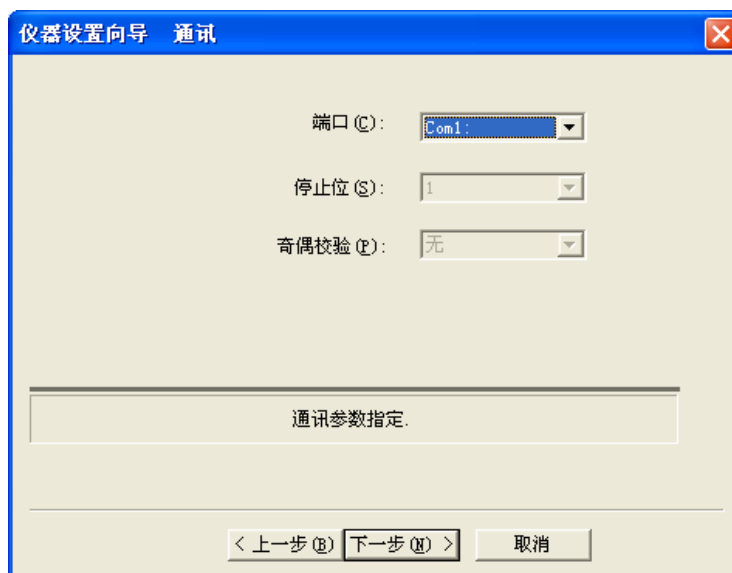 仪器设置向导 通讯
端口(C): Com1:
停止位(S): 1
奇偶校验(P): 无
通讯参数指定.
< 上一步(B) 下一步(N) > 取消